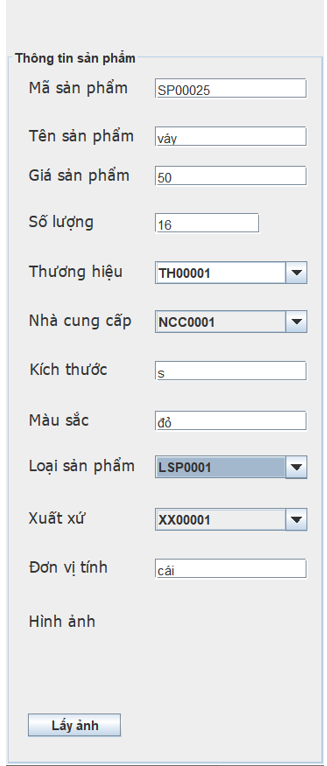 Thông tin sản phẩm
Mã sản phẩm SP00025
Tên sản phẩm váy
Giá sản phẩm 50
Số lượng 16
Thương hiệu TH00001
Nhà cung cấp NCC0001
Kích thước s
Màu sắc đỏ
Loại sản phẩm LSP0001
Xuất xứ XX00001
Đơn vị tính cái
Hình ảnh
Lấy ảnh